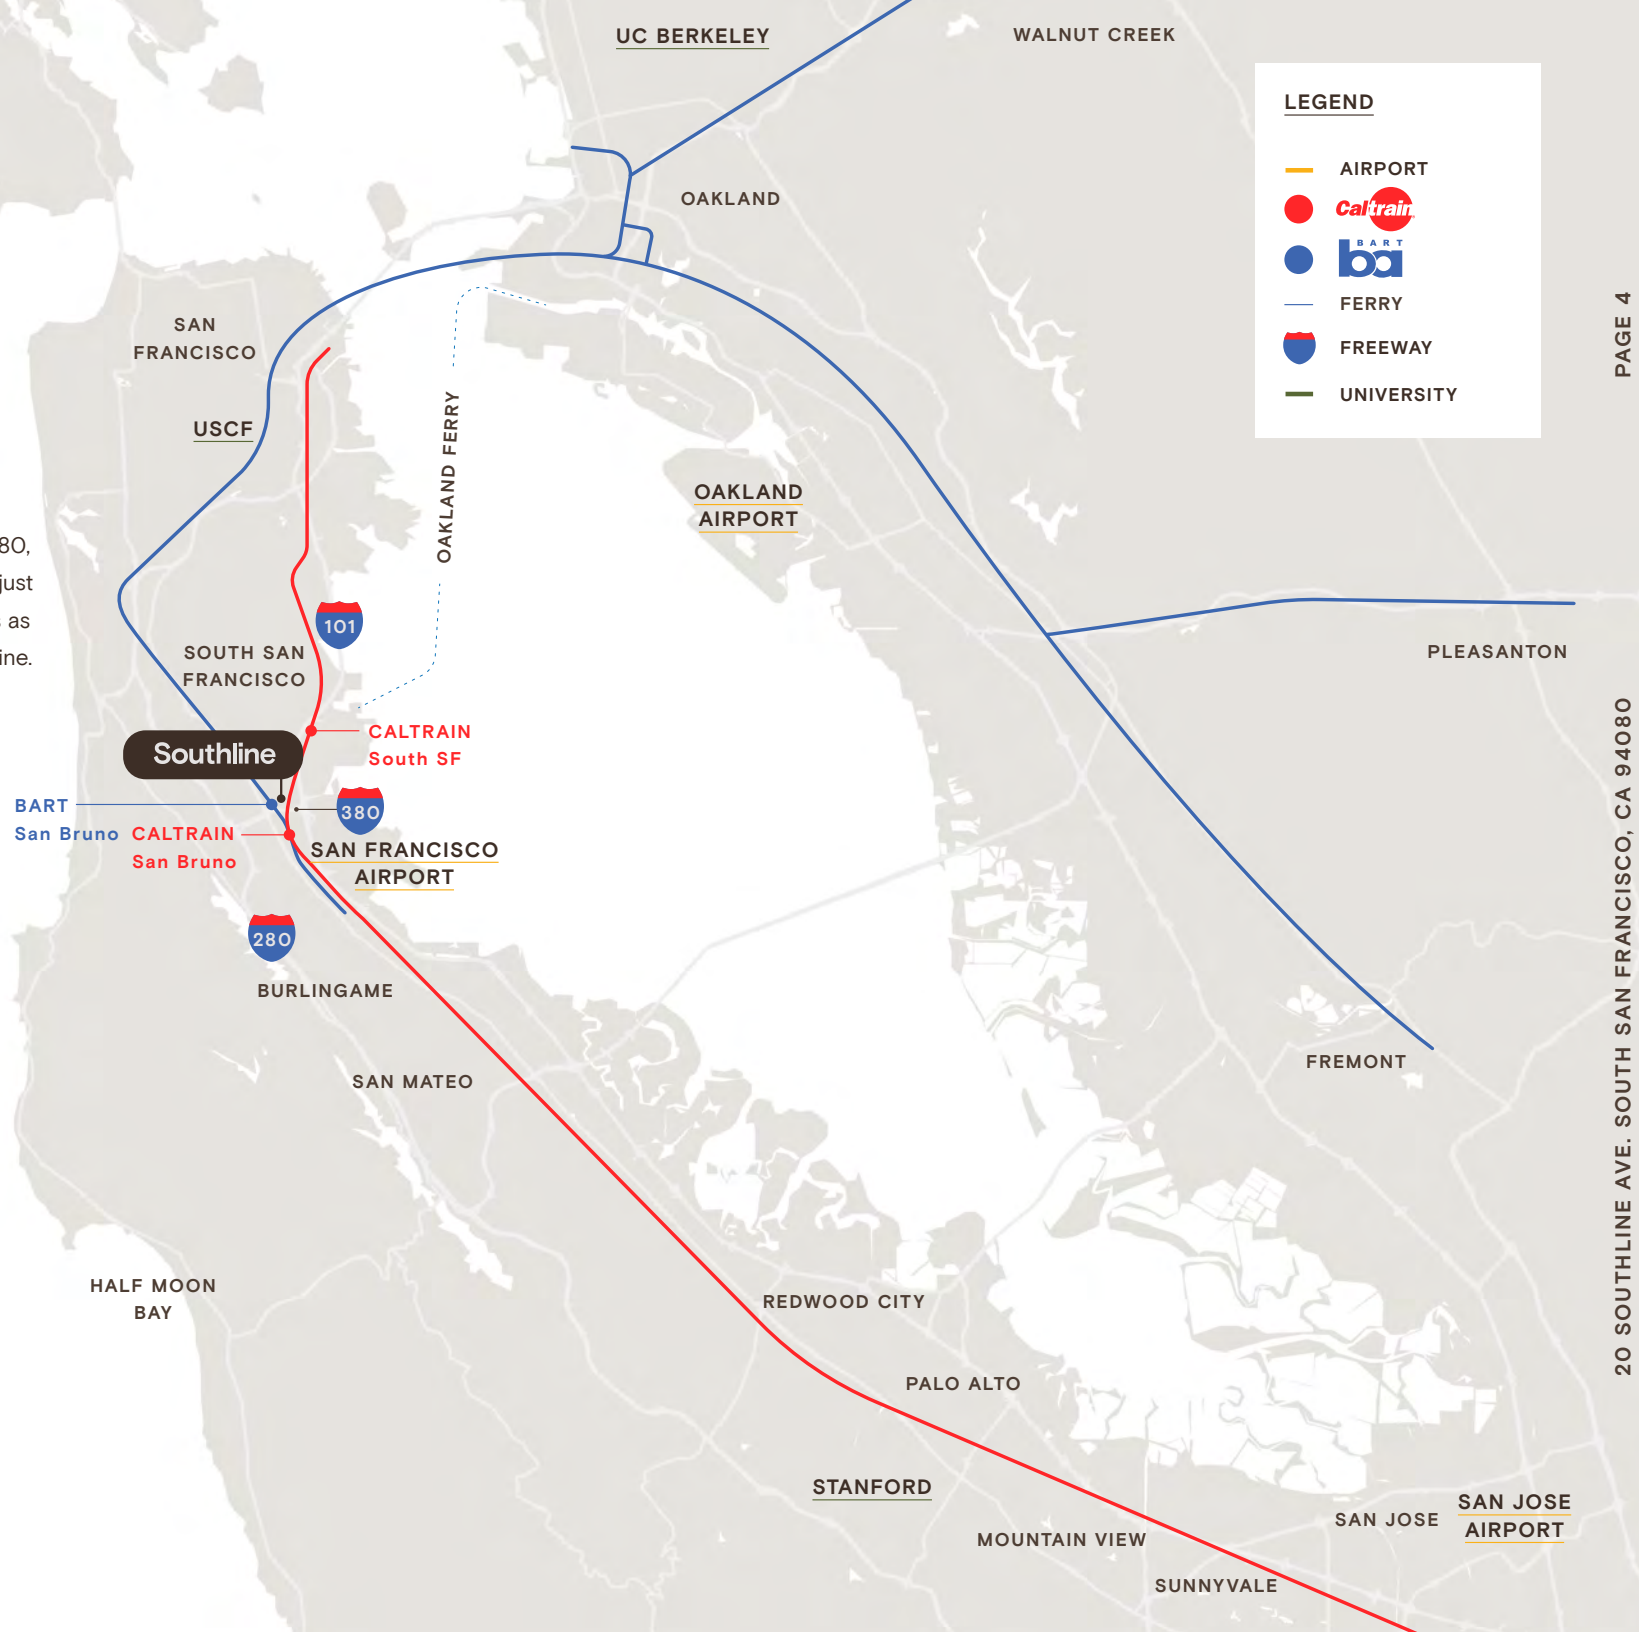 UC BERKELEY
WALNUT CREEK
LEGEND
AIRPORT
Caltrain
BART
ba
FERRY
FREEWAY
UNIVERSITY
OAKLAND
SAN
FRANCISCO
USCF
OAKLAND FERRY
OAKLAND
AIRPORT
80,
just
as
ine.
101
SOUTH SAN
FRANCISCO
PLEASANTON
CALTRAIN
South SF
Southline
BART
San Bruno
CALTRAIN
San Bruno
380
SAN FRANCISCO
AIRPORT
280
BURLINGAME
SAN MATEO
FREMONT
HALF MOON
BAY
REDWOOD CITY
PALO ALTO
STANFORD
MOUNTAIN VIEW
SUNNYVALE
SAN JOSE
SAN JOSE
AIRPORT
PAGE 4
20 SOUTHLINE AVE. SOUTH SAN FRANCISCO, CA 94080